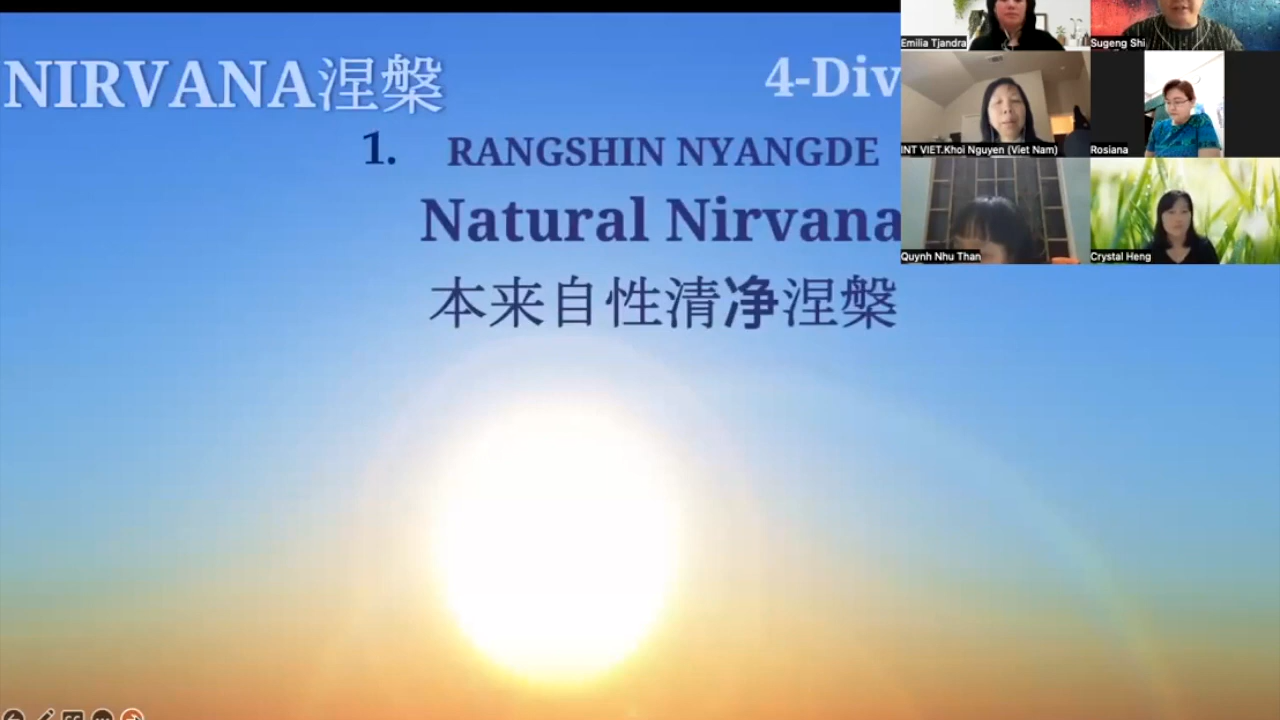 NIRVANA涅槃
4-Div
1. RANGSHIN NYANGDE
Natural Nirvana
本来自性清净涅槃
Emilia Tjandra
Sugeng Shi
INT VIET.Khoi Nguyen (Viet Nam)
Rosiana
Quynh Nhu Than
Crystal Heng